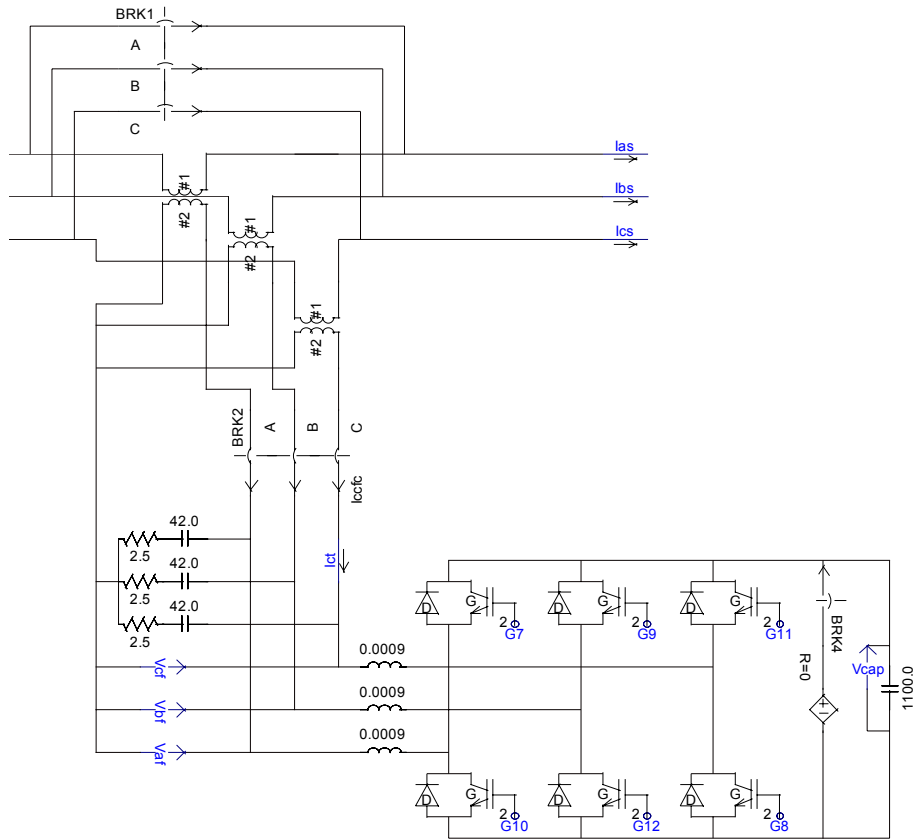 BRK1
A
B
C
Ias
Ibs
Ics
#1
#2
#1
#2
#1
#2
BRK2
A
B
C
Iccfc
Ict
42.0
2.5
42.0
2.5
42.0
2.5
Vcf
Vbf
Vaf
0.0009
0.0009
0.0009
D
G
2
G7
D
G
2
G9
D
G
2
G11
D
G
2
G10
D
G
2
G12
D
G
2
G8
BRK4
R=0
+
Vcap
1100.0